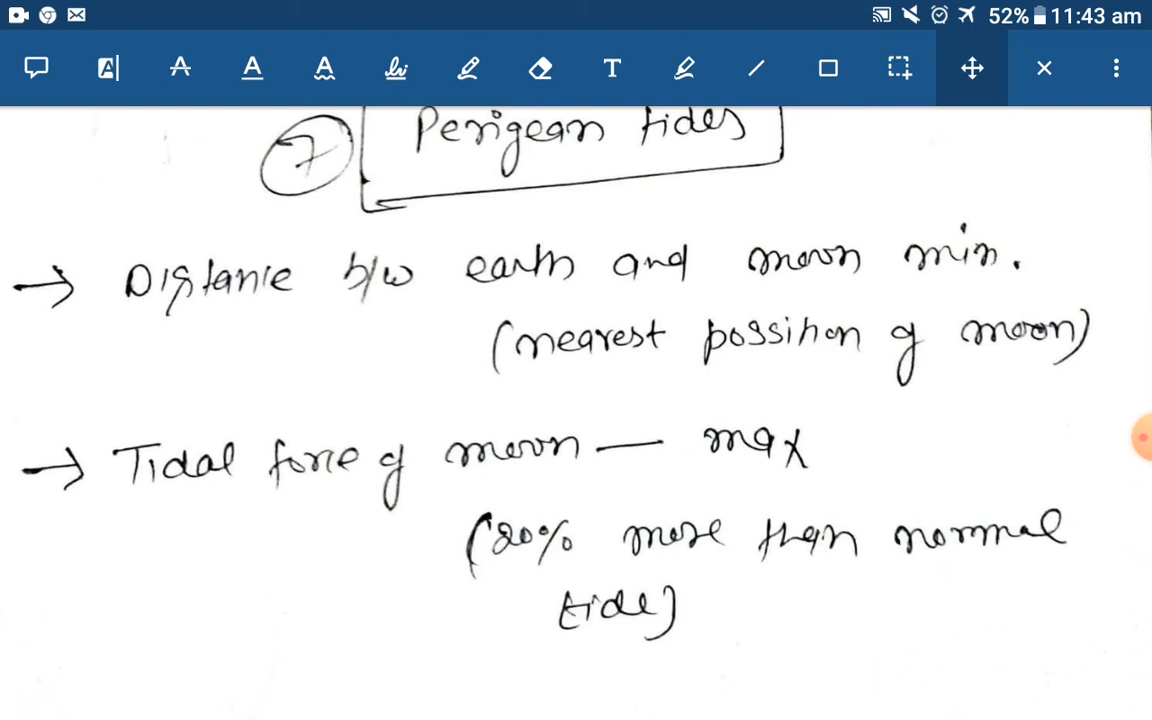 52% 11:43 am
7 Perigean tides
→ Distance b/w earth and moon min.
(nearest possition of moon)
→ Tidal force of moon — max
(20% more than normal
tide)